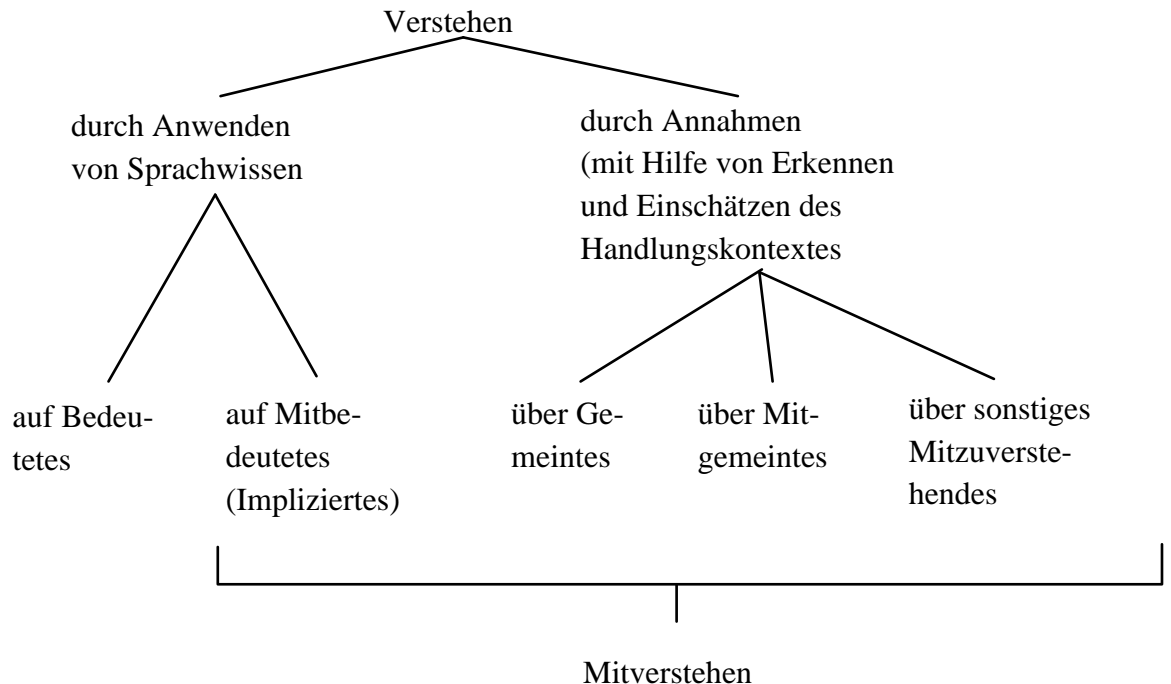 Verstehen
durch Anwenden
von Sprachwissen
durch Annahmen
(mit Hilfe von Erkennen
und Einschätzen des
Handlungskontextes
auf Bedeu-
tetes
auf Mitbe-
deutetes
(Impliziertes)
über Ge-
meintes
über Mit-
gemeintes
über sonstiges
Mitzuverste-
hendes
Mitverstehen